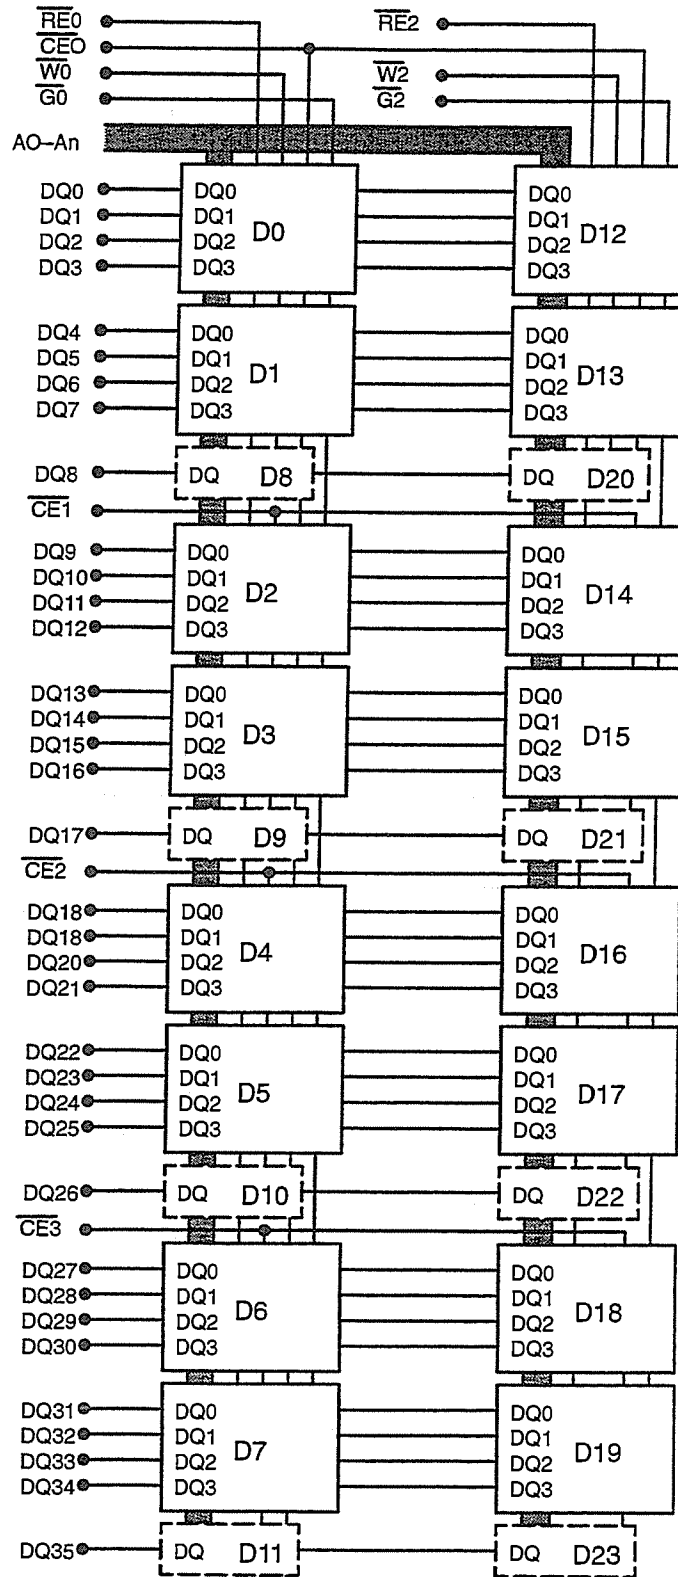 RE0
RE2
CEO
W0
W2
G0
G2
AO–An
DQ0 DQ0 DQ0
DQ1 DQ1 D0 DQ1 D12
DQ2 DQ2 DQ2
DQ3 DQ3 DQ3
DQ4 DQ0 DQ0
DQ5 DQ1 D1 DQ1 D13
DQ6 DQ2 DQ2
DQ7 DQ3 DQ3
DQ8 DQ D8 DQ D20
CE1
DQ9 DQ0 DQ0
DQ10 DQ1 D2 DQ1 D14
DQ11 DQ2 DQ2
DQ12 DQ3 DQ3
DQ13 DQ0 DQ0
DQ14 DQ1 D3 DQ1 D15
DQ15 DQ2 DQ2
DQ16 DQ3 DQ3
DQ17 DQ D9 DQ D21
CE2
DQ18 DQ0 DQ0
DQ18 DQ1 D4 DQ1 D16
DQ20 DQ2 DQ2
DQ21 DQ3 DQ3
DQ22 DQ0 DQ0
DQ23 DQ1 D5 DQ1 D17
DQ24 DQ2 DQ2
DQ25 DQ3 DQ3
DQ26 DQ D10 DQ D22
CE3
DQ27 DQ0 DQ0
DQ28 DQ1 D6 DQ1 D18
DQ29 DQ2 DQ2
DQ30 DQ3 DQ3
DQ31 DQ0 DQ0
DQ32 DQ1 D7 DQ1 D19
DQ33 DQ2 DQ2
DQ34 DQ3 DQ3
DQ35 DQ D11 DQ D23